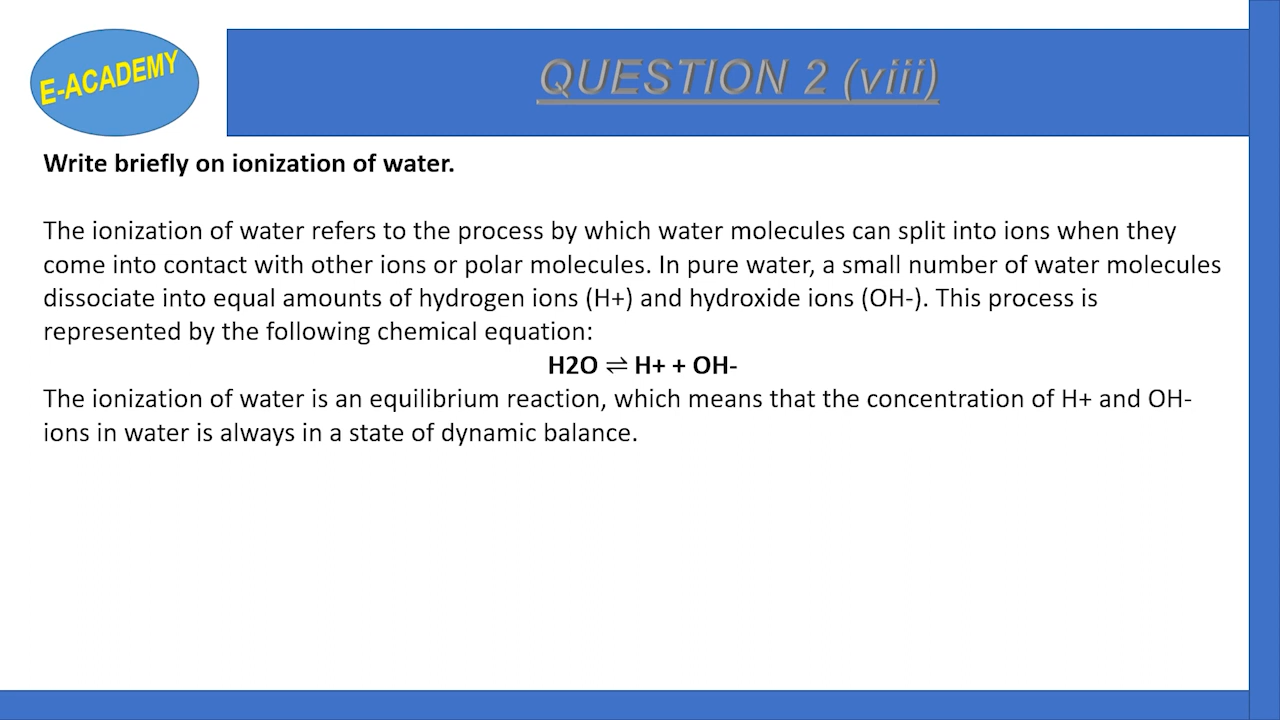 E-ACADEMY
QUESTION 2 (viii)
Write briefly on ionization of water.
The ionization of water refers to the process by which water molecules can split into ions when they
come into contact with other ions or polar molecules. In pure water, a small number of water molecules
dissociate into equal amounts of hydrogen ions (H+) and hydroxide ions (OH-). This process is
represented by the following chemical equation:
H2O ⇌ H+ + OH-
The ionization of water is an equilibrium reaction, which means that the concentration of H+ and OH-
ions in water is always in a state of dynamic balance.